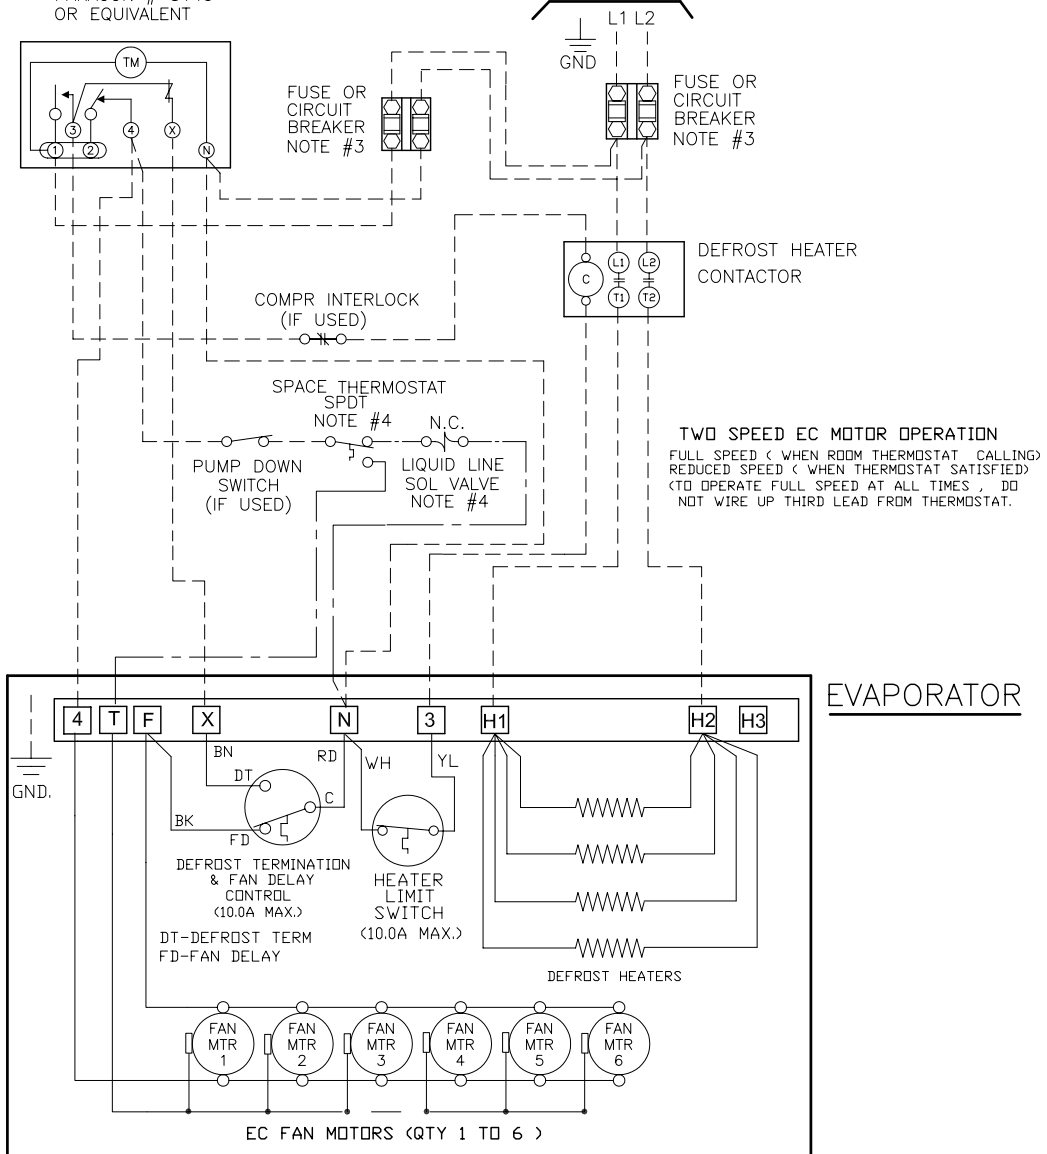 OR EQUIVALENT
L1 L2
GND
TM
3
4
X
1
2
N
FUSE OR
CIRCUIT
BREAKER
NOTE #3
FUSE OR
CIRCUIT
BREAKER
NOTE #3
L1 L2
C
T1 T2
DEFROST HEATER
CONTACTOR
COMPR INTERLOCK
(IF USED)
SPACE THERMOSTAT
SPDT
NOTE #4
N.C.
PUMP DOWN
SWITCH
(IF USED)
LIQUID LINE
SOL VALVE
NOTE #4
TWO SPEED EC MOTOR OPERATION
FULL SPEED ( WHEN ROOM THERMOSTAT CALLING)
REDUCED SPEED ( WHEN THERMOSTAT SATISFIED)
(TO OPERATE FULL SPEED AT ALL TIMES , DO
NOT WIRE UP THIRD LEAD FROM THERMOSTAT.
EVAPORATOR
4 T F X N 3 H1 H2 H3
GND.
BN
RD
WH
YL
DT
C
BK
FD
DEFROST TERMINATION
& FAN DELAY
CONTROL
(10.0A MAX.)
HEATER
LIMIT
SWITCH
(10.0A MAX.)
DT-DEFROST TERM
FD-FAN DELAY
DEFROST HEATERS
FAN
MTR
1
FAN
MTR
2
FAN
MTR
3
FAN
MTR
4
FAN
MTR
5
FAN
MTR
6
EC FAN MOTORS (QTY 1 TO 6 )